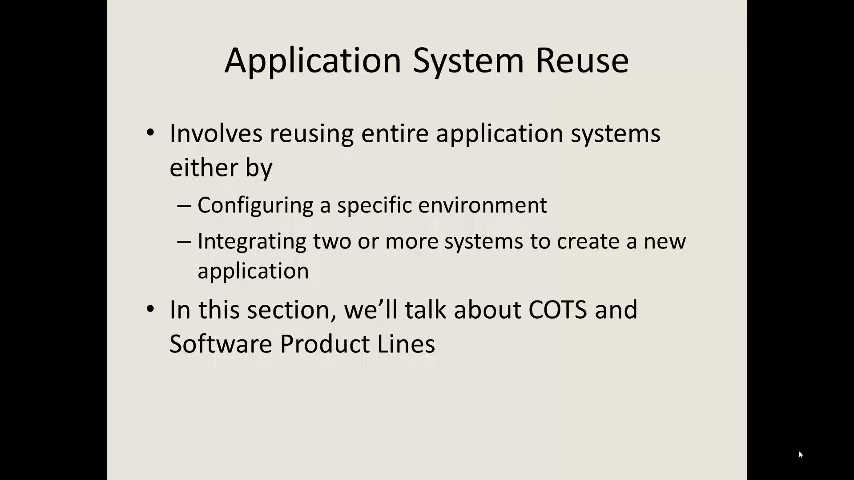 Application System Reuse
• Involves reusing entire application systems
either by
– Configuring a specific environment
– Integrating two or more systems to create a new
application
• In this section, we’ll talk about COTS and
Software Product Lines